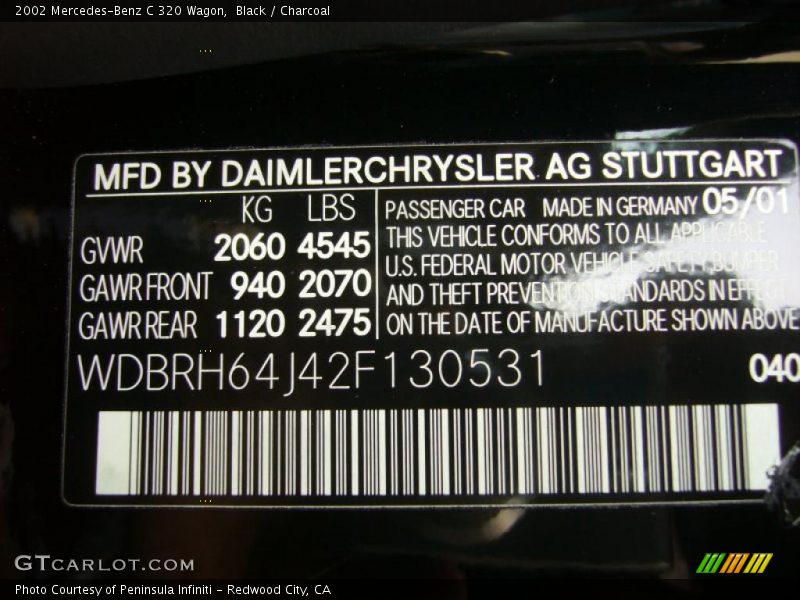 2002 Mercedes-Benz C 320 Wagon,  Black / Charcoal
MFD BY DAIMLERCHRYSLER AG STUTTGART
KG LBS
GVWR 2060 4545
GAWR FRONT 940 2070
GAWR REAR 1120 2475
PASSENGER CAR MADE IN GERMANY 05/01
THIS VEHICLE CONFORMS TO ALL APPLICABLE
U.S. FEDERAL MOTOR VEHICLE SAFETY BUMPER
AND THEFT PREVENTION STANDARDS IN EFFECT
ON THE DATE OF MANUFACTURE SHOWN ABOVE
WDBRH64J42F130531
040
GTCARLOT.COM
Photo Courtesy of Peninsula Infiniti - Redwood City, CA